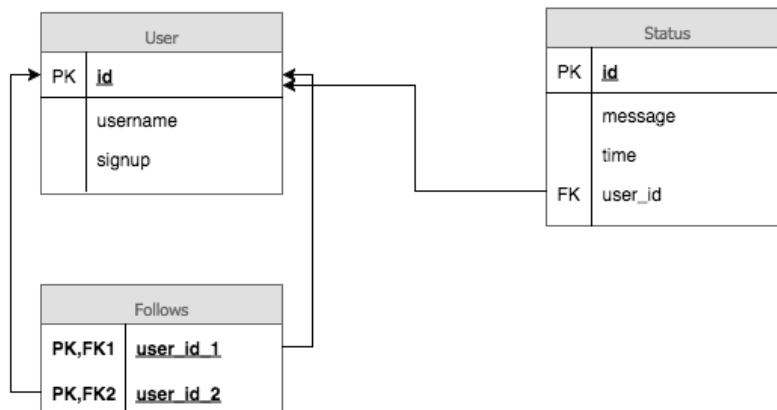 User
PK id
username
signup
Status
PK id
message
time
FK user_id
Follows
PK,FK1 user_id_1
PK,FK2 user_id_2